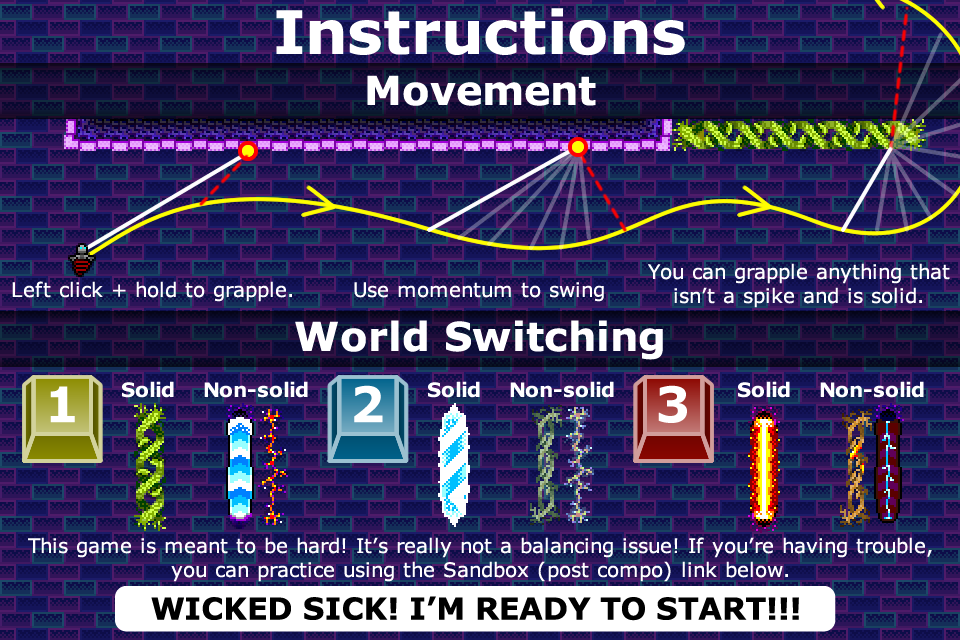 Instructions
Movement
Left click + hold to grapple.
Use momentum to swing
You can grapple anything that
isn't a spike and is solid.
World Switching
1 Solid Non-solid 2 Solid Non-solid 3 Solid Non-solid
This game is meant to be hard! It's really not a balancing issue! If you're having trouble,
you can practice using the Sandbox (post compo) link below.
WICKED SICK! I'M READY TO START!!!